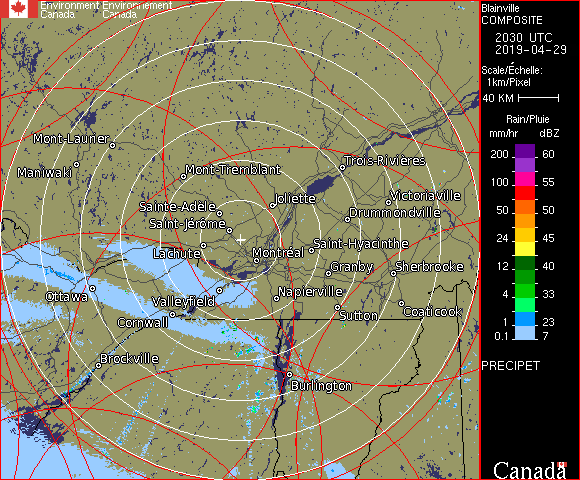 Environment Environnement
Canada Canada
Blainville
COMPOSITE
2030 UTC
2019-04-29
Scale/Échelle:
1km/Pixel
40 KM
Rain/Pluie
mm/hr dBZ
200 60
100 55
50 50
24 45
12 40
4 33
1 23
0.1 7
PRECIPET
Canada
Mont-Laurier
Maniwaki
Mont-Tremblant
Trois-Rivières
Sainte-Adèle
Joliette
Victoriaville
Saint-Jérôme
Drummondville
Lachute
Montréal
Saint-Hyacinthe
Granby
Sherbrooke
Ottawa
Valleyfield
Napierville
Cornwall
Sutton
Coaticook
Brockville
Burlington